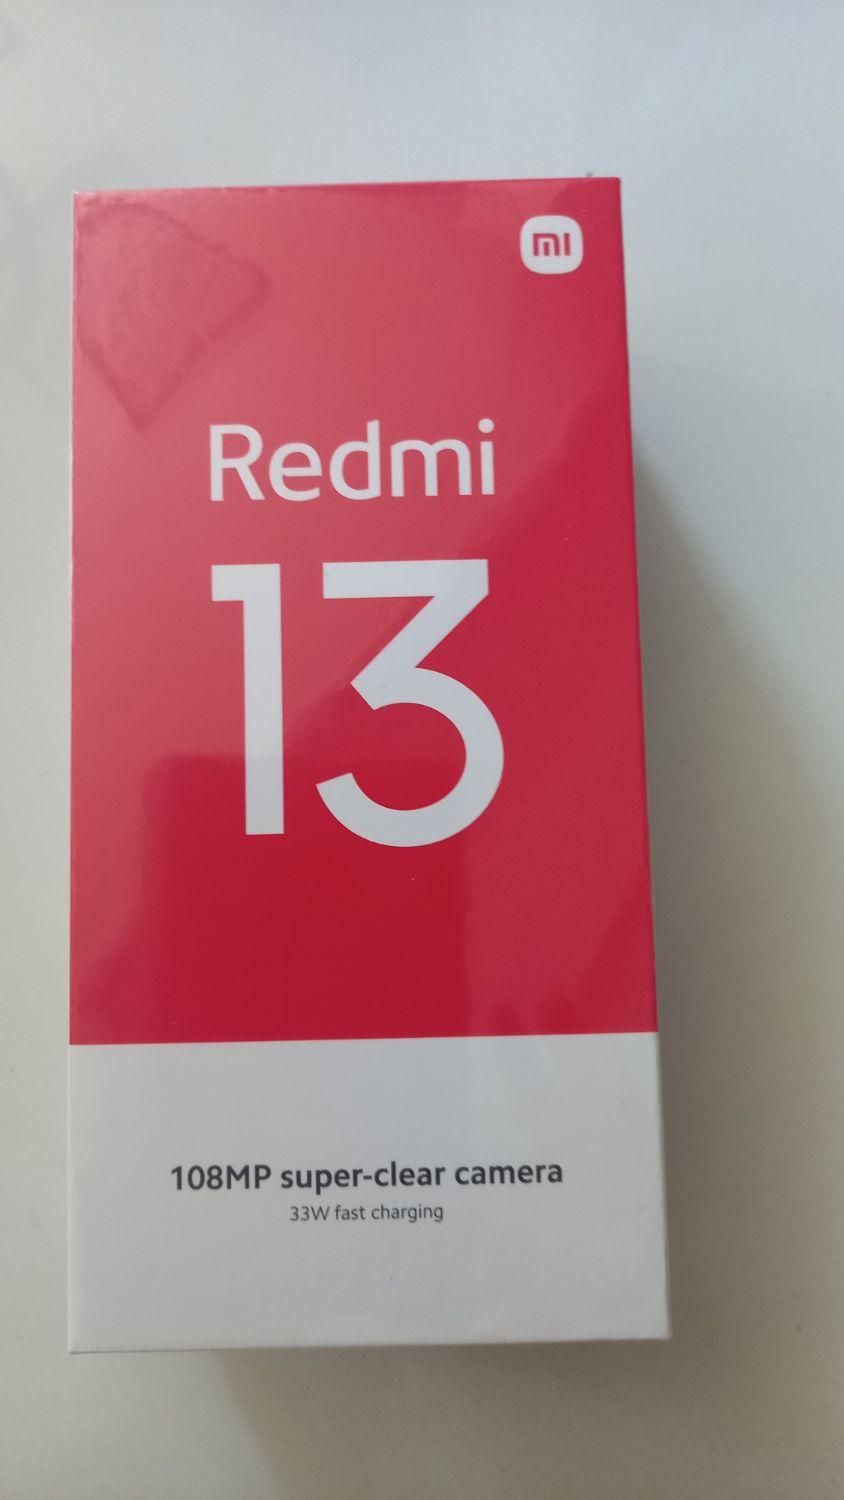 mi
Redmi
13
108MP super-clear camera
33W fast charging